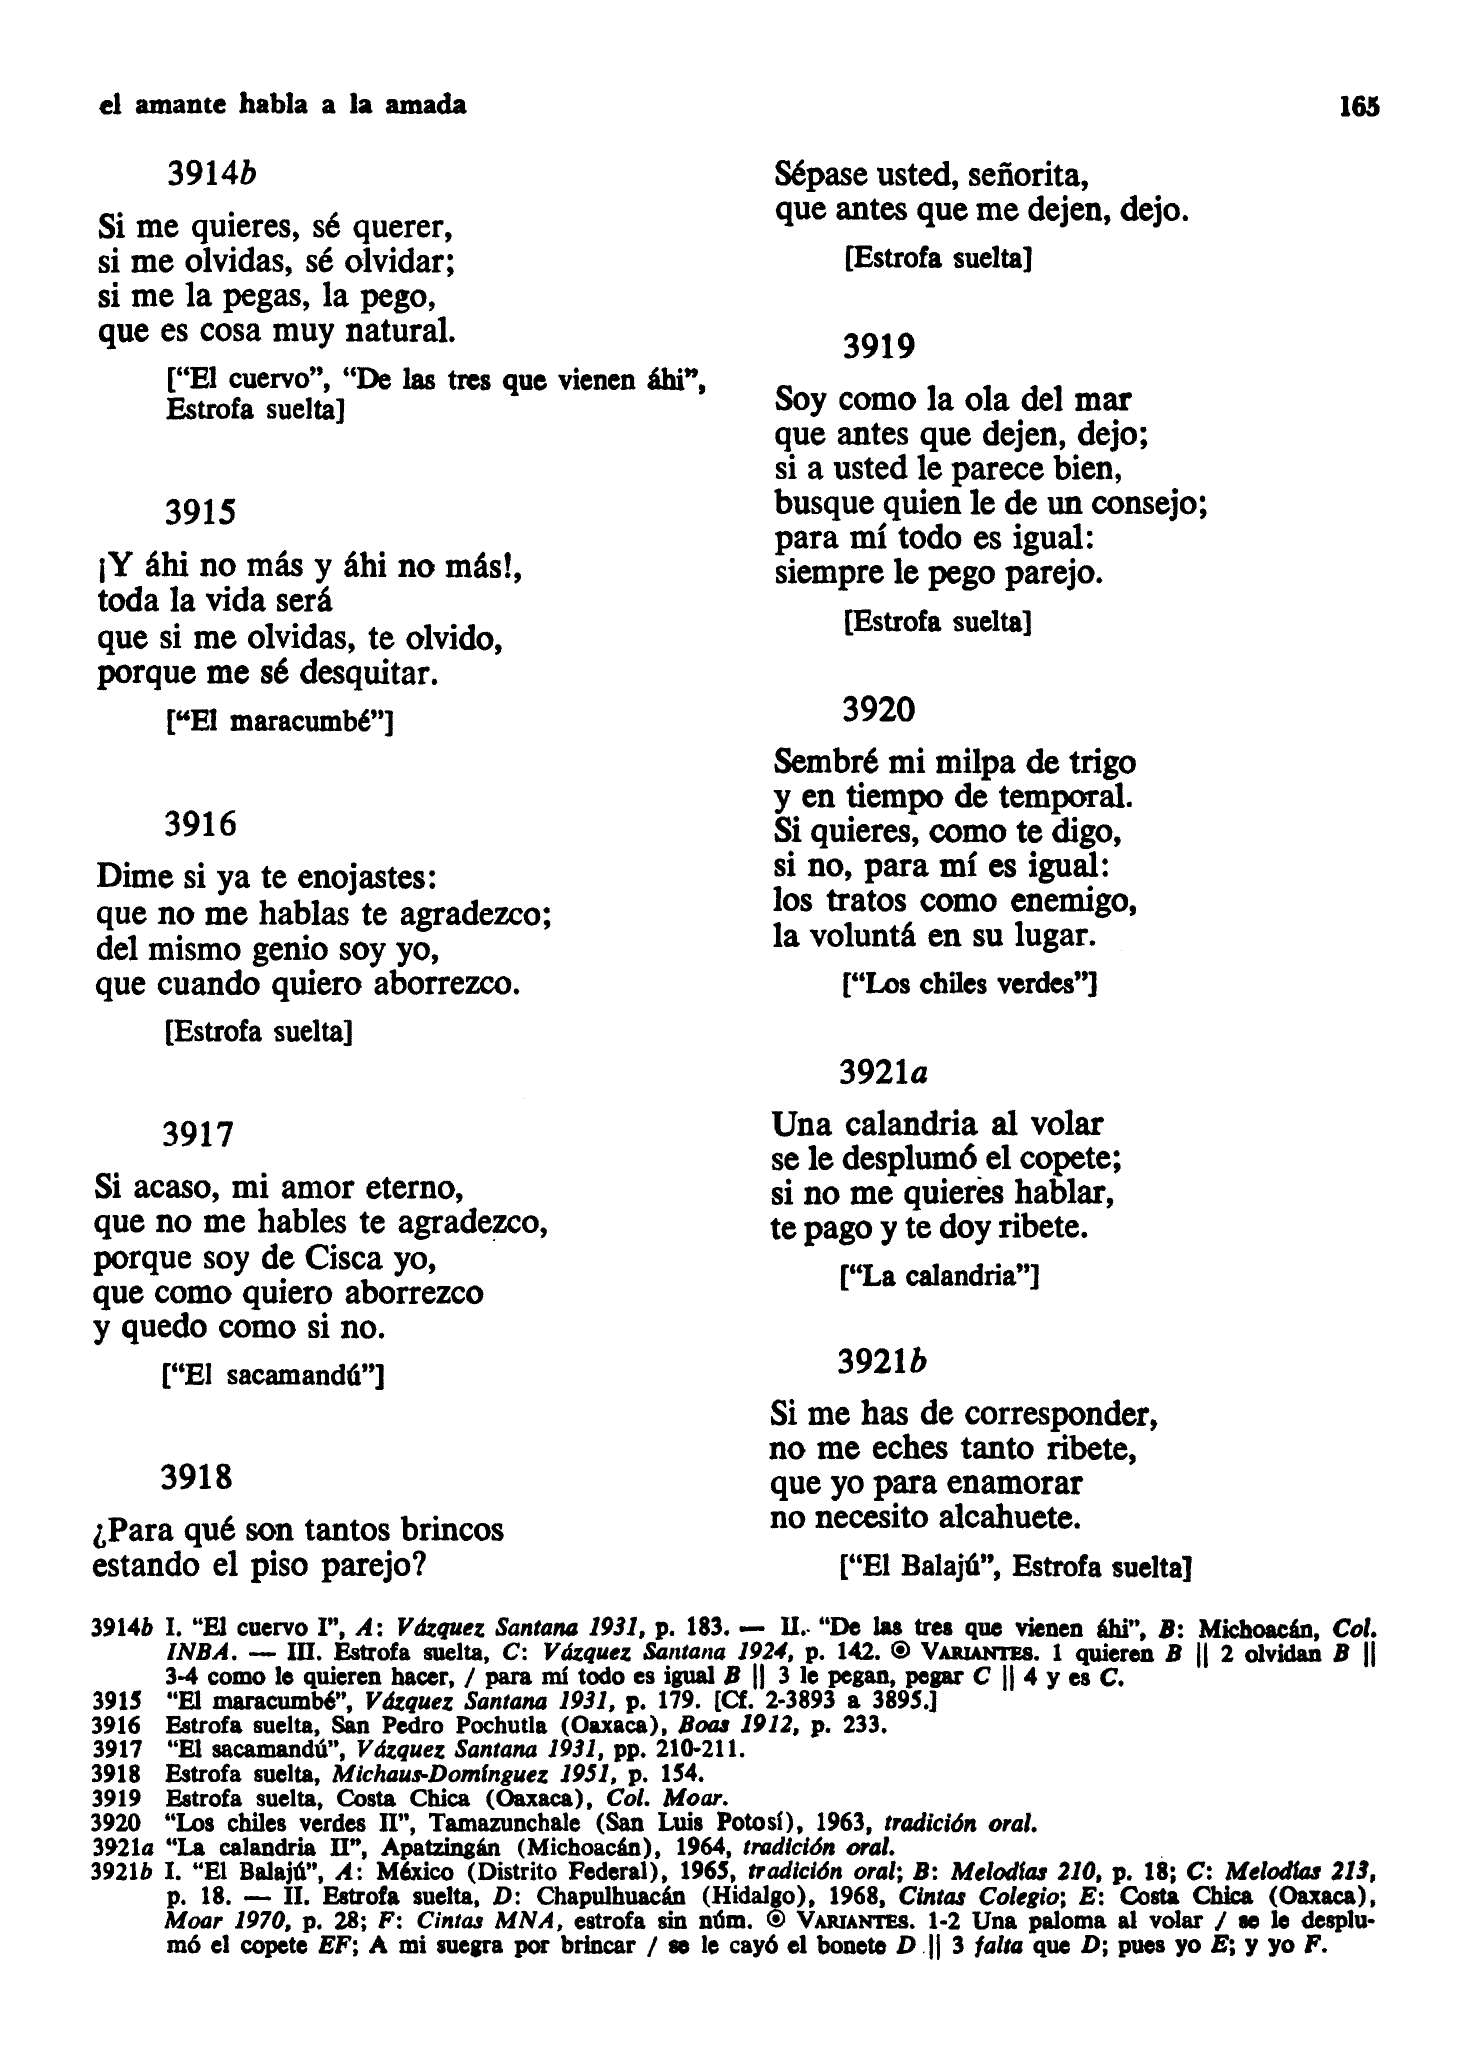 el amante habla a la amada
165
3914b
Si me quieres, sé querer,
si me olvidas, sé olvidar;
si me la pegas, la pego,
que es cosa muy natural.
[“El cuervo”, “De las tres que vienen áhi”,
Estrofa suelta]
3915
¡Y áhi no más y áhi no más!,
toda la vida será
que si me olvidas, te olvido,
porque me sé desquitar.
[“El maracumbé”]
3916
Dime si ya te enojastes:
que no me hablas te agradezco;
del mismo genio soy yo,
que cuando quiero aborrezco.
[Estrofa suelta]
3917
Si acaso, mi amor eterno,
que no me hables te agradezco,
porque soy de Cisca yo,
que como quiero aborrezco
y quedo como si no.
[“El sacamandú”]
3918
¿Para qué son tantos brincos
estando el piso parejo?
Sépase usted, señorita,
que antes que me dejen, dejo.
[Estrofa suelta]
3919
Soy como la ola del mar
que antes que dejen, dejo;
si a usted le parece bien,
busque quien le de un consejo;
para mí todo es igual:
siempre le pego parejo.
[Estrofa suelta]
3920
Sembré mi milpa de trigo
y en tiempo de temporal.
Si quieres, como te digo,
si no, para mí es igual:
los tratos como enemigo,
la voluntá en su lugar.
[“Los chiles verdes”]
3921a
Una calandria al volar
se le desplumó el copete;
si no me quieres hablar,
te pago y te doy ribete.
[“La calandria”]
3921b
Si me has de corresponder,
no me eches tanto ribete,
que yo para enamorar
no necesito alcahuete.
[“El Balajú”, Estrofa suelta]
3914b I. “El cuervo I”, A: Vázquez Santana 1931, p. 183. — II. “De las tres que vienen áhi”, B: Michoacán, Col.
INBA. — III. Estrofa suelta, C: Vázquez Santana 1924, p. 142. ⊙ VARIANTES. 1 quieren B || 2 olvidan B ||
3-4 como le quieren hacer, / para mí todo es igual B || 3 le pegan, pegar C || 4 y es C.
3915 “El maracumbé”, Vázquez Santana 1931, p. 179. [Cf. 2-3893 a 3895.]
3916 Estrofa suelta, San Pedro Pochutla (Oaxaca), Boas 1912, p. 233.
3917 “El sacamandú”, Vázquez Santana 1931, pp. 210-211.
3918 Estrofa suelta, Michaus-Domínguez 1951, p. 154.
3919 Estrofa suelta, Costa Chica (Oaxaca), Col. Moar.
3920 “Los chiles verdes II”, Tamazunchale (San Luis Potosí), 1963, tradición oral.
3921a “La calandria II”, Apatzingán (Michoacán), 1964, tradición oral.
3921b I. “El Balajú”, A: México (Distrito Federal), 1965, tradición oral; B: Melodías 210, p. 18; C: Melodías 213,
p. 18. — II. Estrofa suelta, D: Chapulhuacán (Hidalgo), 1968, Cintas Colegio; E: Costa Chica (Oaxaca),
Moar 1970, p. 28; F: Cintas MNA, estrofa sin núm. ⊙ VARIANTES. 1-2 Una paloma al volar / se le desplu-
mó el copete EF; A mi suegra por brincar / se le cayó el bonete D || 3 falta que D; pues yo E; y yo F.